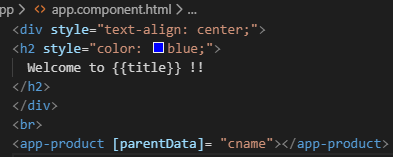 pp > app.component.html > ...
<div style="text-align: center;">
<h2 style="color: blue;">
Welcome to {{title}} !!
</h2>
</div>
<br>
<app-product [parentData]= "cname"></app-product>